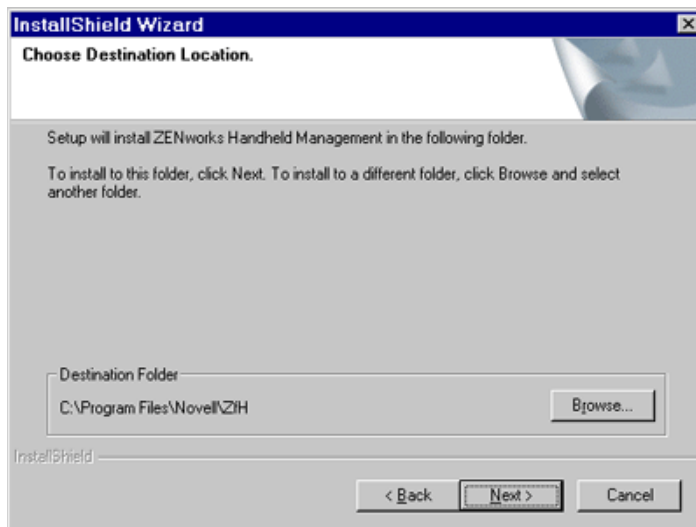 InstallShield Wizard
Choose Destination Location.
Setup will install ZENworks Handheld Management in the following folder.
To install to this folder, click Next. To install to a different folder, click Browse and select
another folder.
Destination Folder
C:\Program Files\Novell\ZfH
Browse...
InstallShield
< Back
Next >
Cancel